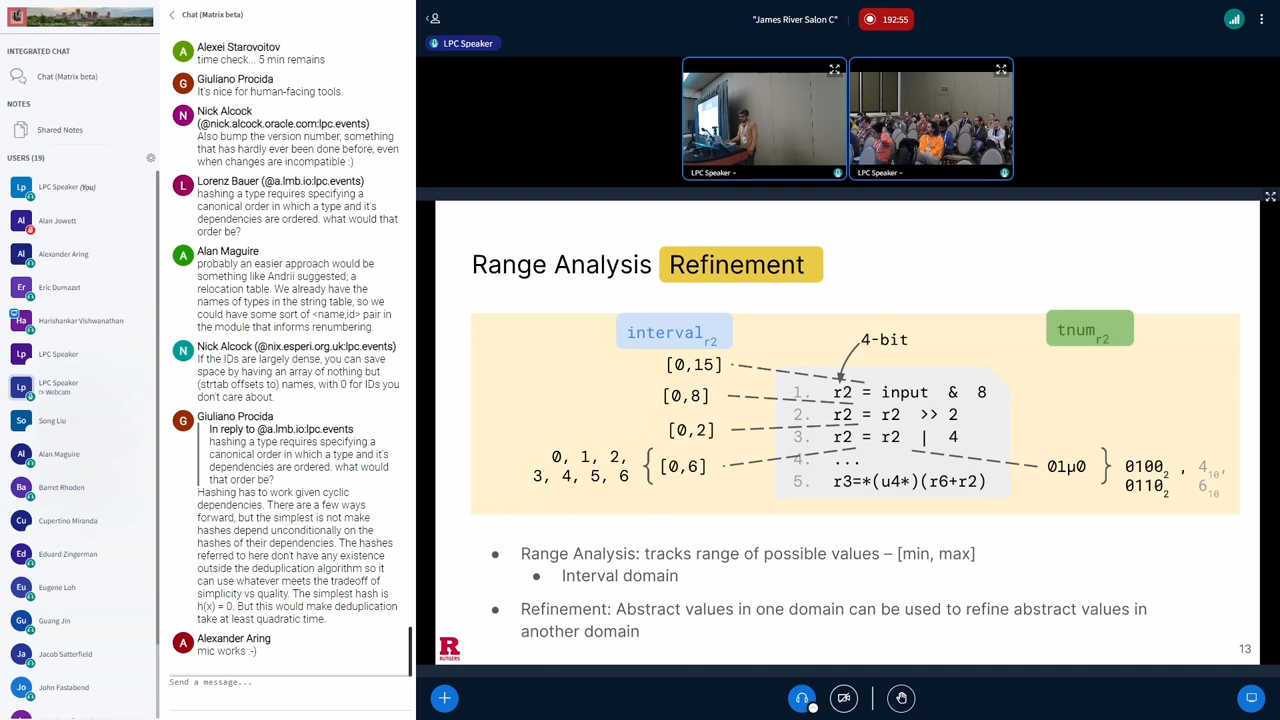 INTEGRATED CHAT
Chat (Matrix beta)
NOTES
Shared Notes
USERS (19)
Lp
LPC Speaker (You)
Al
Alan Jowett
Al
Alexander Aring
Er
Eric Dumazet
Ha
Harishankar Vishwanathan
Lp
LPC Speaker
Lp
LPC Speaker
Webcam
So
Song Liu
Al
Alan Maguire
Ba
Barret Rhoden
Cu
Cupertino Miranda
Ed
Eduard Zingerman
Eu
Eugene Loh
Gu
Guang Jin
Ja
Jacob Satterfield
Jo
John Fastabend
Chat (Matrix beta)
A
Alexei Starovoitov
time check... 5 min remains
G
Giuliano Procida
It's nice for human-facing tools.
N
Nick Alcock
(@nick.alcock.oracle.com:lpc.events)
Also bump the version number, something
that has hardly ever been done before, even
when changes are incompatible :)
L
Lorenz Bauer (@a.lmb.io:lpc.events)
hashing a type requires specifying a
canonical order in which a type and it's
dependencies are ordered. what would that
order be?
A
Alan Maguire
probably an easier approach would be
something like Andrii suggested; a
relocation table. We already have the
names of types in the string table, so we
could have some sort of <name,id> pair in
the module that informs renumbering.
N
Nick Alcock (@nix.esperi.org.uk:lpc.events)
If the IDs are largely dense, you can save
space by having an array of nothing but
(strtab offsets to) names, with 0 for IDs you
don't care about.
G
Giuliano Procida
In reply to @a.lmb.io:lpc.events
hashing a type requires specifying a
canonical order in which a type and it's
dependencies are ordered. what would
that order be?
Hashing has to work given cyclic
dependencies. There are a few ways
forward, but the simplest is not make
hashes depend unconditionally on the
hashes of their dependencies. The hashes
referred to here don't have any existence
outside the deduplication algorithm so it
can use whatever meets the tradeoff of
simplicity vs quality. The simplest hash is
h(x) = 0. But this would make deduplication
take at least quadratic time.
A
Alexander Aring
mic works :-)
Send a message...
"James River Salon C"
192:55
LPC Speaker
LPC Speaker
LPC Speaker
Range Analysis Refinement
interval r2
tnum r2
4-bit
[0,15]
[0,8]
[0,2]
[0,6]
0, 1, 2,
3, 4, 5, 6
1. r2 = input & 8
2. r2 = r2 >> 2
3. r2 = r2 | 4
4. ...
5. r3=*(u4*)(r6+r2)
01μ0
0100₂ , 4₁₀,
0110₂ 6₁₀
• Range Analysis: tracks range of possible values – [min, max]
• Interval domain
• Refinement: Abstract values in one domain can be used to refine abstract values in
another domain
R
RUTGERS
13